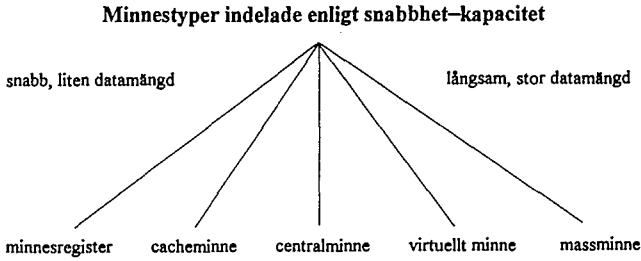 Minnestyper indelade enligt snabbhet–kapacitet
snabb, liten datamängd
långsam, stor datamängd
minnesregister cacheminne centralminne virtuellt minne massminne